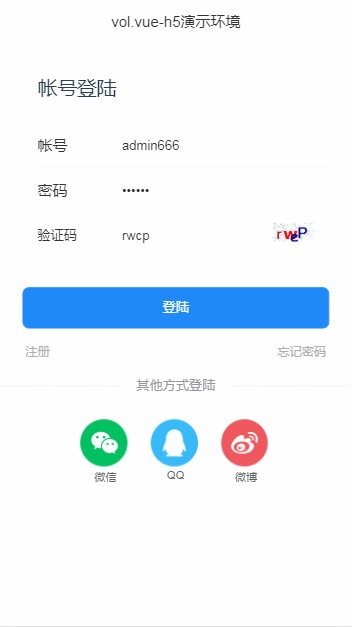 vol.vue-h5演示环境
帐号登陆
帐号 admin666
密码 ••••••
验证码 rwcp rwcP
登陆
注册 忘记密码
其他方式登陆
微信 QQ 微博